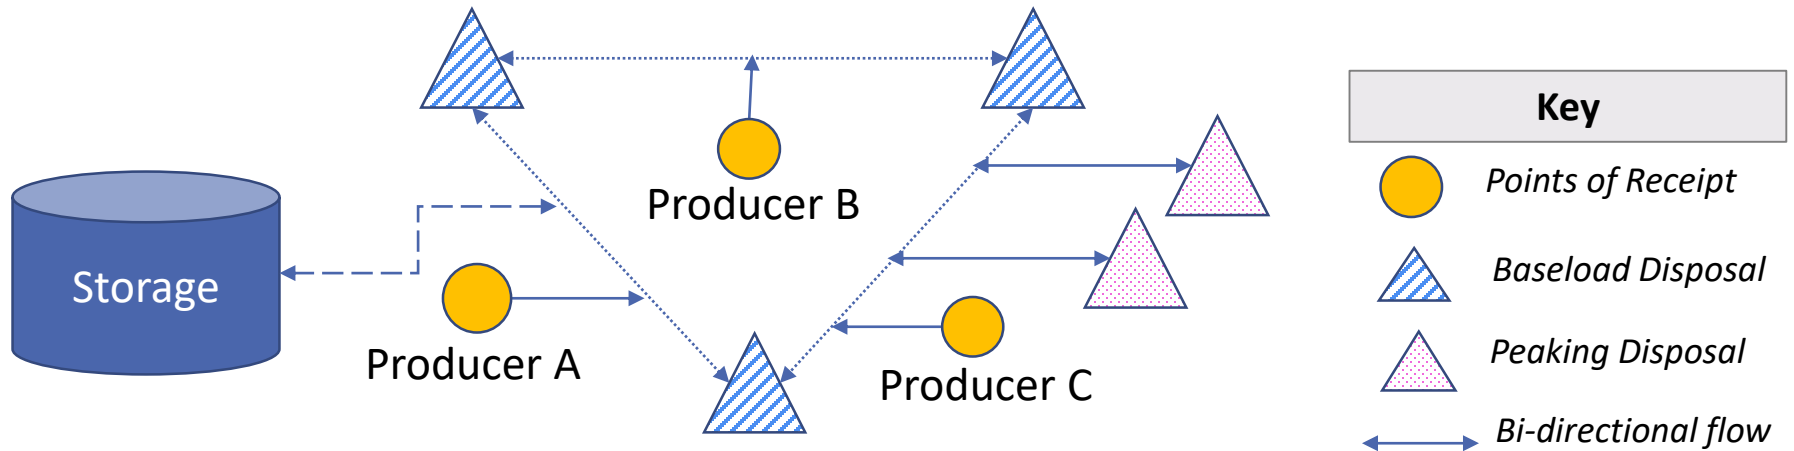 Storage
Producer A
Producer B
Producer C
Key
Points of Receipt
Baseload Disposal
Peaking Disposal
Bi-directional flow